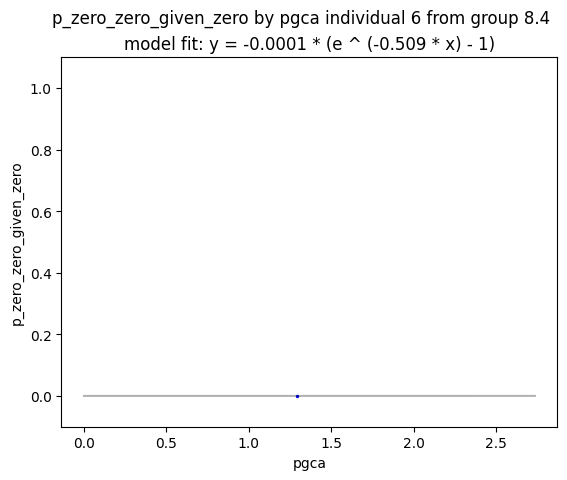 p_zero_zero_given_zero by pgca individual 6 from group 8.4
model fit: y = -0.0001 * (e ^ (-0.509 * x) - 1)
1.0
0.8
0.6
0.4
0.2
0.0
p_zero_zero_given_zero
0.0 0.5 1.0 1.5 2.0 2.5
pgca